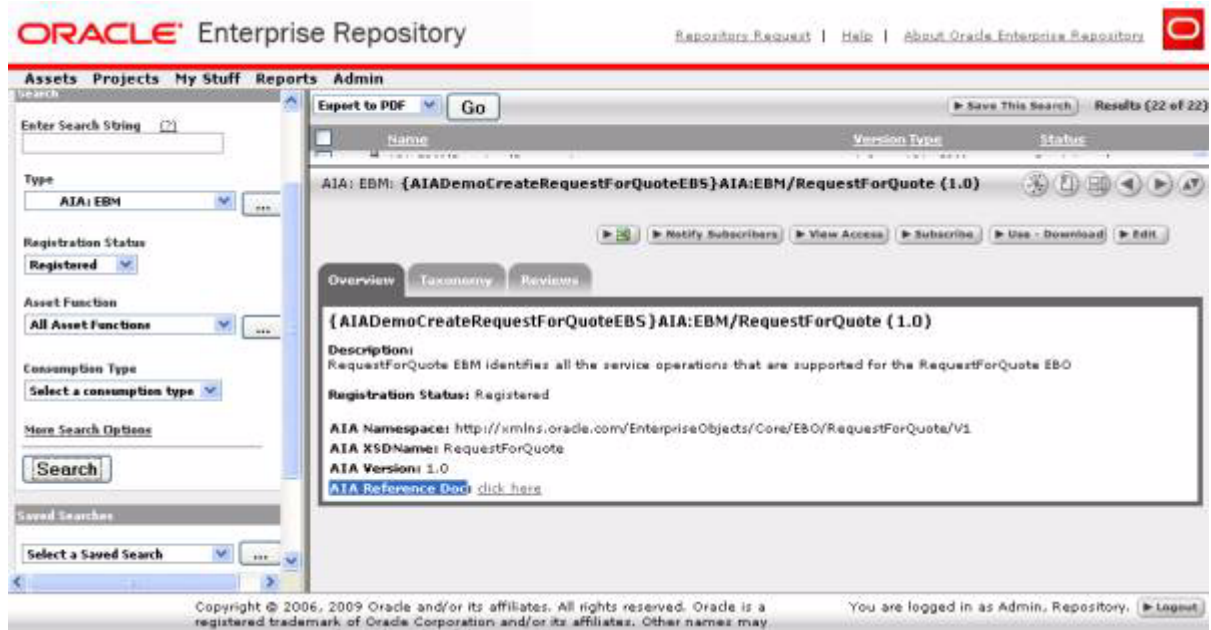 ORACLE Enterprise Repository
Repository Request | Help | About Oracle Enterprise Repository
Assets Projects My Stuff Reports Admin
Search
Enter Search String [?]
Type
AIA: EBM
...
Registration Status
Registered
Asset Function
All Asset Functions
...
Consumption Type
Select a consumption type
More Search Options
Search
Saved Searches
Select a Saved Search
...
Export to PDF Go
Save This Search Results (22 of 22)
Name Version Type Status
AIA: EBM: {AIADemoCreateRequestForQuoteEBS}AIA:EBM/RequestForQuote (1.0)
Notify Subscribers View Access Subscribe Use - Download Edit
Overview Taxonomy Reviews
{AIADemoCreateRequestForQuoteEBS}AIA:EBM/RequestForQuote (1.0)
Description:
RequestForQuote EBM identifies all the service operations that are supported for the RequestForQuote EBO
Registration Status: Registered
AIA Namespace: http://xmlns.oracle.com/EnterpriseObjects/Core/EBO/RequestForQuote/V1
AIA XSDName: RequestForQuote
AIA Version: 1.0
AIA Reference Doc: click here
Copyright © 2006, 2009 Oracle and/or its affiliates. All rights reserved. Oracle is a
registered trademark of Oracle Corporation and/or its affiliates. Other names may
You are logged in as Admin, Repository. Logout